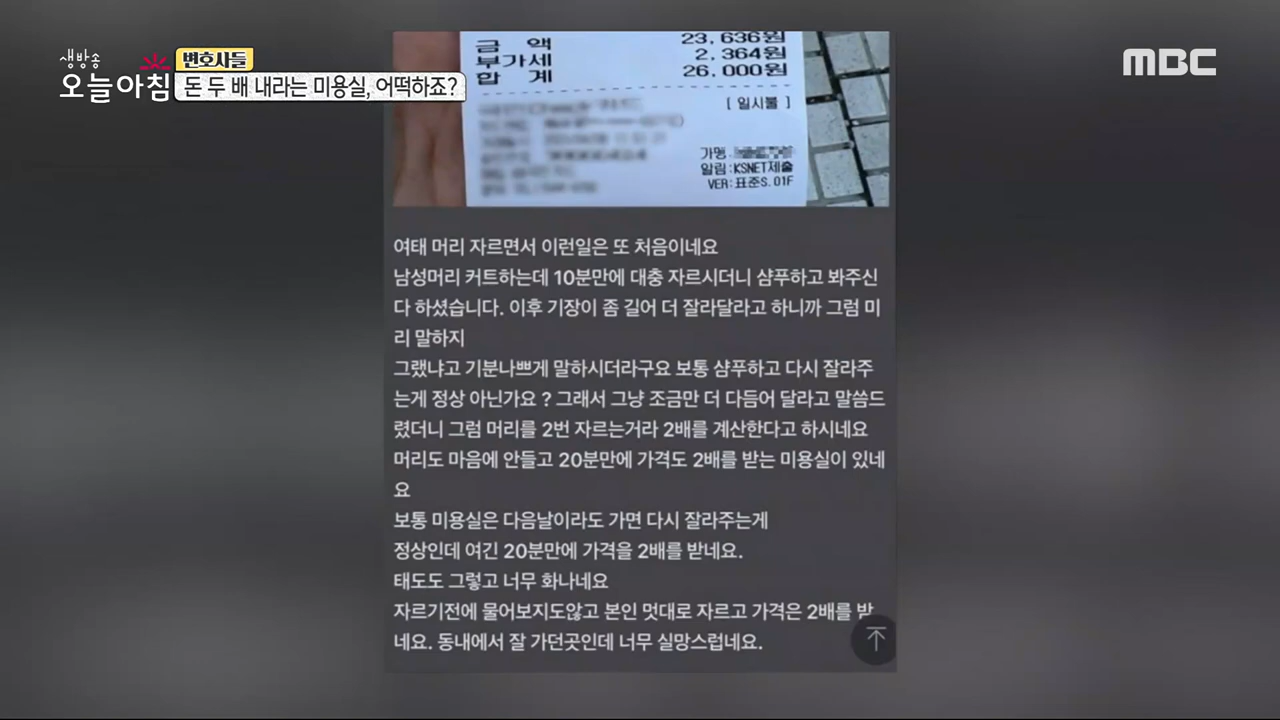 생방송 오늘아침
변호사들
돈 두 배 내라는 미용실, 어떡하죠?
MBC
금 액 23,636원
부가세 2,364원
합 계 26,000원
[ 일시불 ]
가맹
알림:KSNET제출
VER:표준S.01F
여태 머리 자르면서 이런일은 또 처음이네요
남성머리 커트하는데 10분만에 대충 자르시더니 샴푸하고 봐주신
다 하셨습니다. 이후 기장이 좀 길어 더 잘라달라고 하니까 그럼 미
리 말하지
그랬냐고 기분나쁘게 말하시더라구요 보통 샴푸하고 다시 잘라주
는게 정상 아닌가요 ? 그래서 그냥 조금만 더 다듬어 달라고 말씀드
렸더니 그럼 머리를 2번 자르는거라 2배를 계산한다고 하시네요
머리도 마음에 안들고 20분만에 가격도 2배를 받는 미용실이 있네
요
보통 미용실은 다음날이라도 가면 다시 잘라주는게
정상인데 여긴 20분만에 가격을 2배를 받네요.
태도도 그렇고 너무 화나네요
자르기전에 물어보지도않고 본인 멋대로 자르고 가격은 2배를 받
네요. 동내에서 잘 가던곳인데 너무 실망스럽네요.